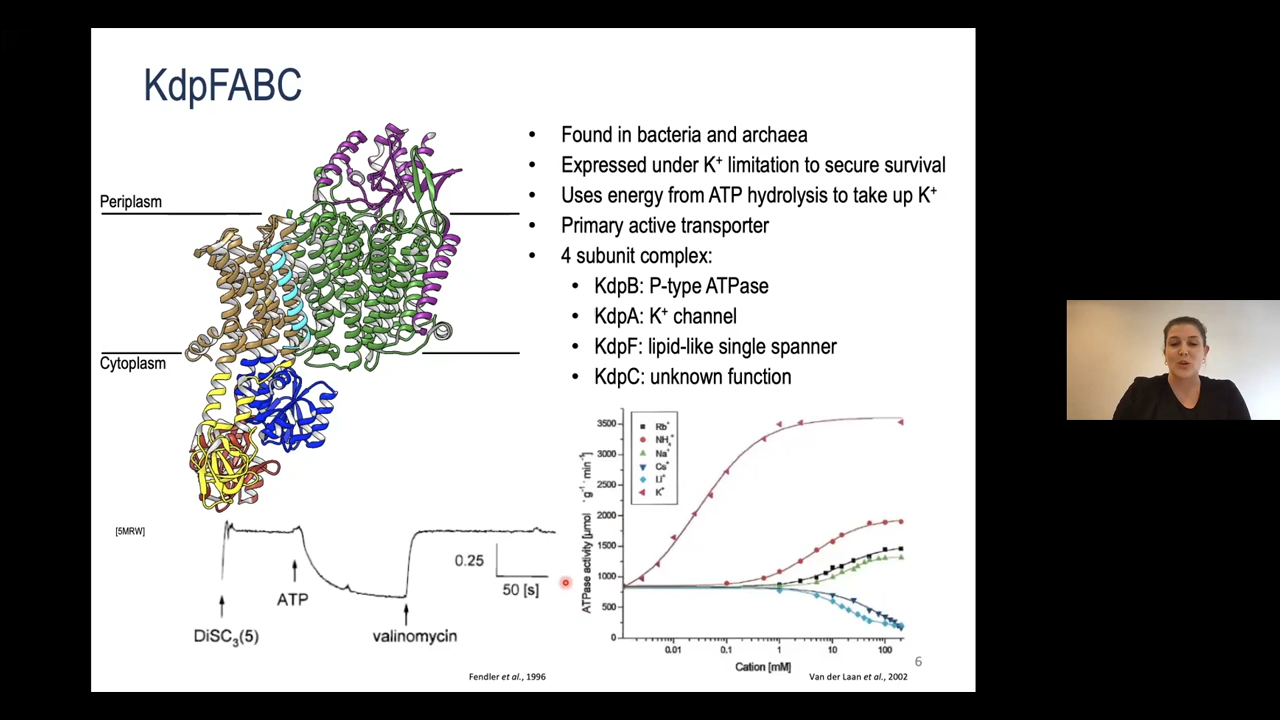 KdpFABC
Periplasm
Cytoplasm
[5MRW]
• Found in bacteria and archaea
• Expressed under K⁺ limitation to secure survival
• Uses energy from ATP hydrolysis to take up K⁺
• Primary active transporter
• 4 subunit complex:
• KdpB: P-type ATPase
• KdpA: K⁺ channel
• KdpF: lipid-like single spanner
• KdpC: unknown function
ATP
DiSC₃(5)
valinomycin
0.25
50 [s]
Fendler et al., 1996
ATPase activity [μmol · g⁻¹ · min⁻¹]
3500
3000
2500
2000
1500
1000
500
0
Rb⁺
NH₄⁺
Na⁺
Cs⁺
Li⁺
K⁺
0.01 0.1 1 10 100
Cation [mM]
Van der Laan et al., 2002
6